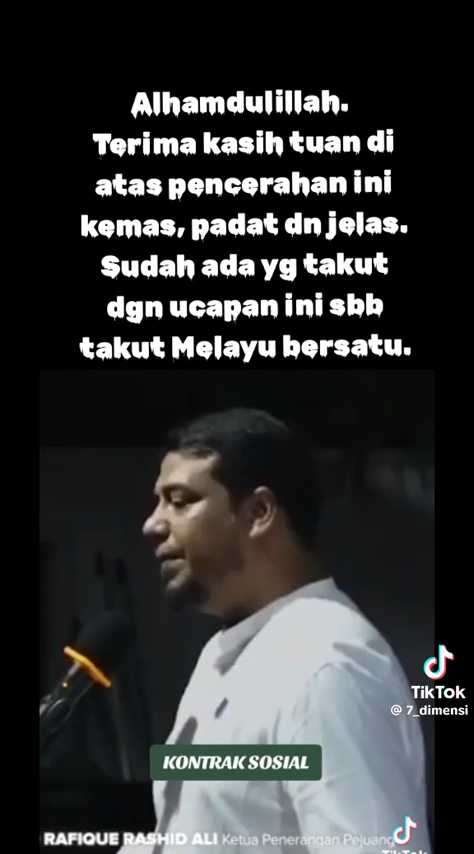 Alhamdulillah.
Terima kasih tuan di
atas pencerahan ini
kemas, padat dn jelas.
Sudah ada yg takut
dgn ucapan ini sbb
takut Melayu bersatu.
TikTok
@ 7_dimensi
KONTRAK SOSIAL
RAFIQUE RASHID ALI Ketua Penerangan Pejuang
TikTok